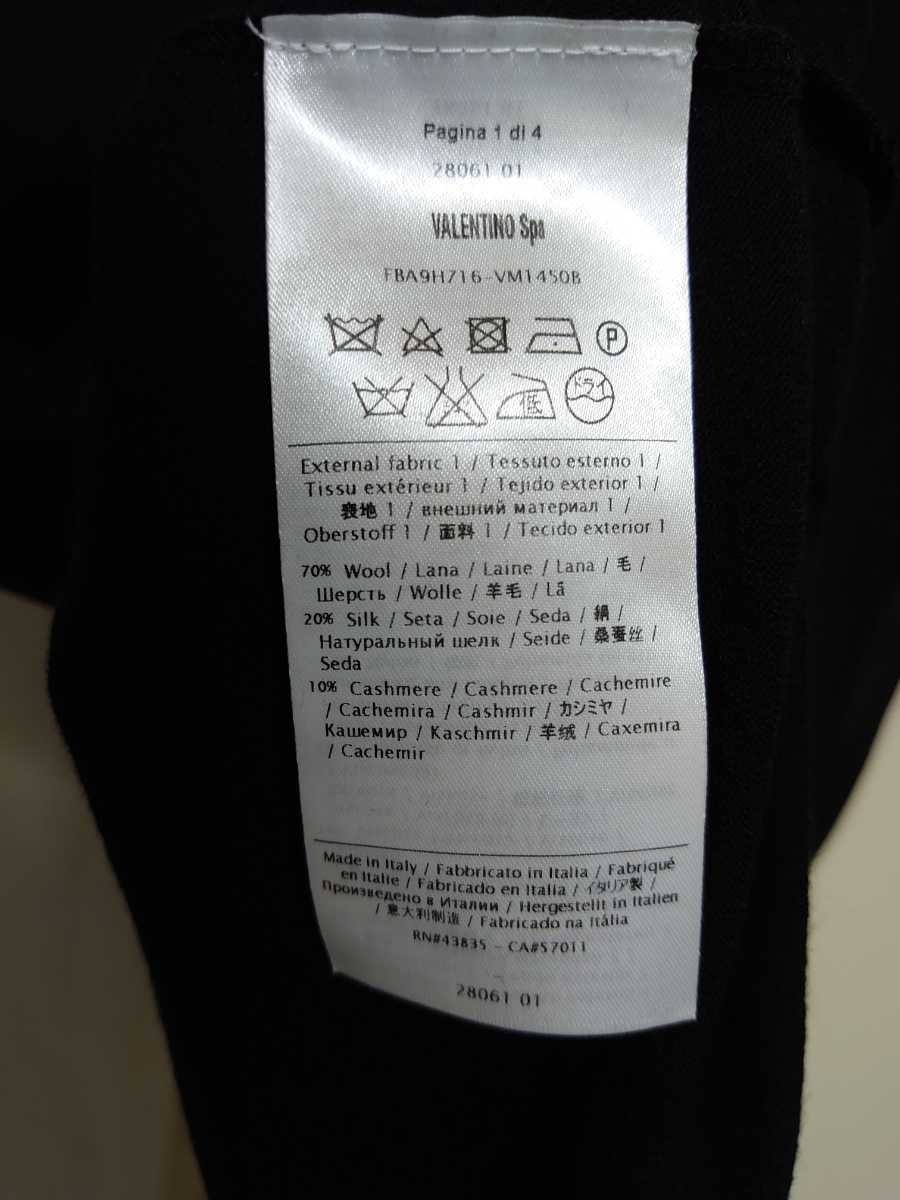 Pagina 1 di 4
28061 01
VALENTINO Spa
FBA9H716-VM1450B
P
低 ドライ
External fabric 1 / Tessuto esterno 1 /
Tissu extérieur 1 / Tejido exterior 1 /
表地 1 / внешний материал 1 /
Oberstoff 1 / 面料 1 / Tecido exterior 1
70% Wool / Lana / Laine / Lana / 毛 /
Шерсть / Wolle / 羊毛 / Lã
20% Silk / Seta / Soie / Seda / 絹 /
Натуральный шелк / Seide / 桑蚕丝 /
Seda
10% Cashmere / Cashmere / Cachemire
/ Cachemira / Cashmir / カシミヤ /
Кашемир / Kaschmir / 羊绒 / Caxemira
/ Cachemir
Made in Italy / Fabbricato in Italia / Fabriqué
en Italie / Fabricado en Italia / イタリア製 /
Произведено в Италии / Hergestellt in Italien
/ 意大利制造 / Fabricado na Itália
RN#43835 - CA#57011
28061 01